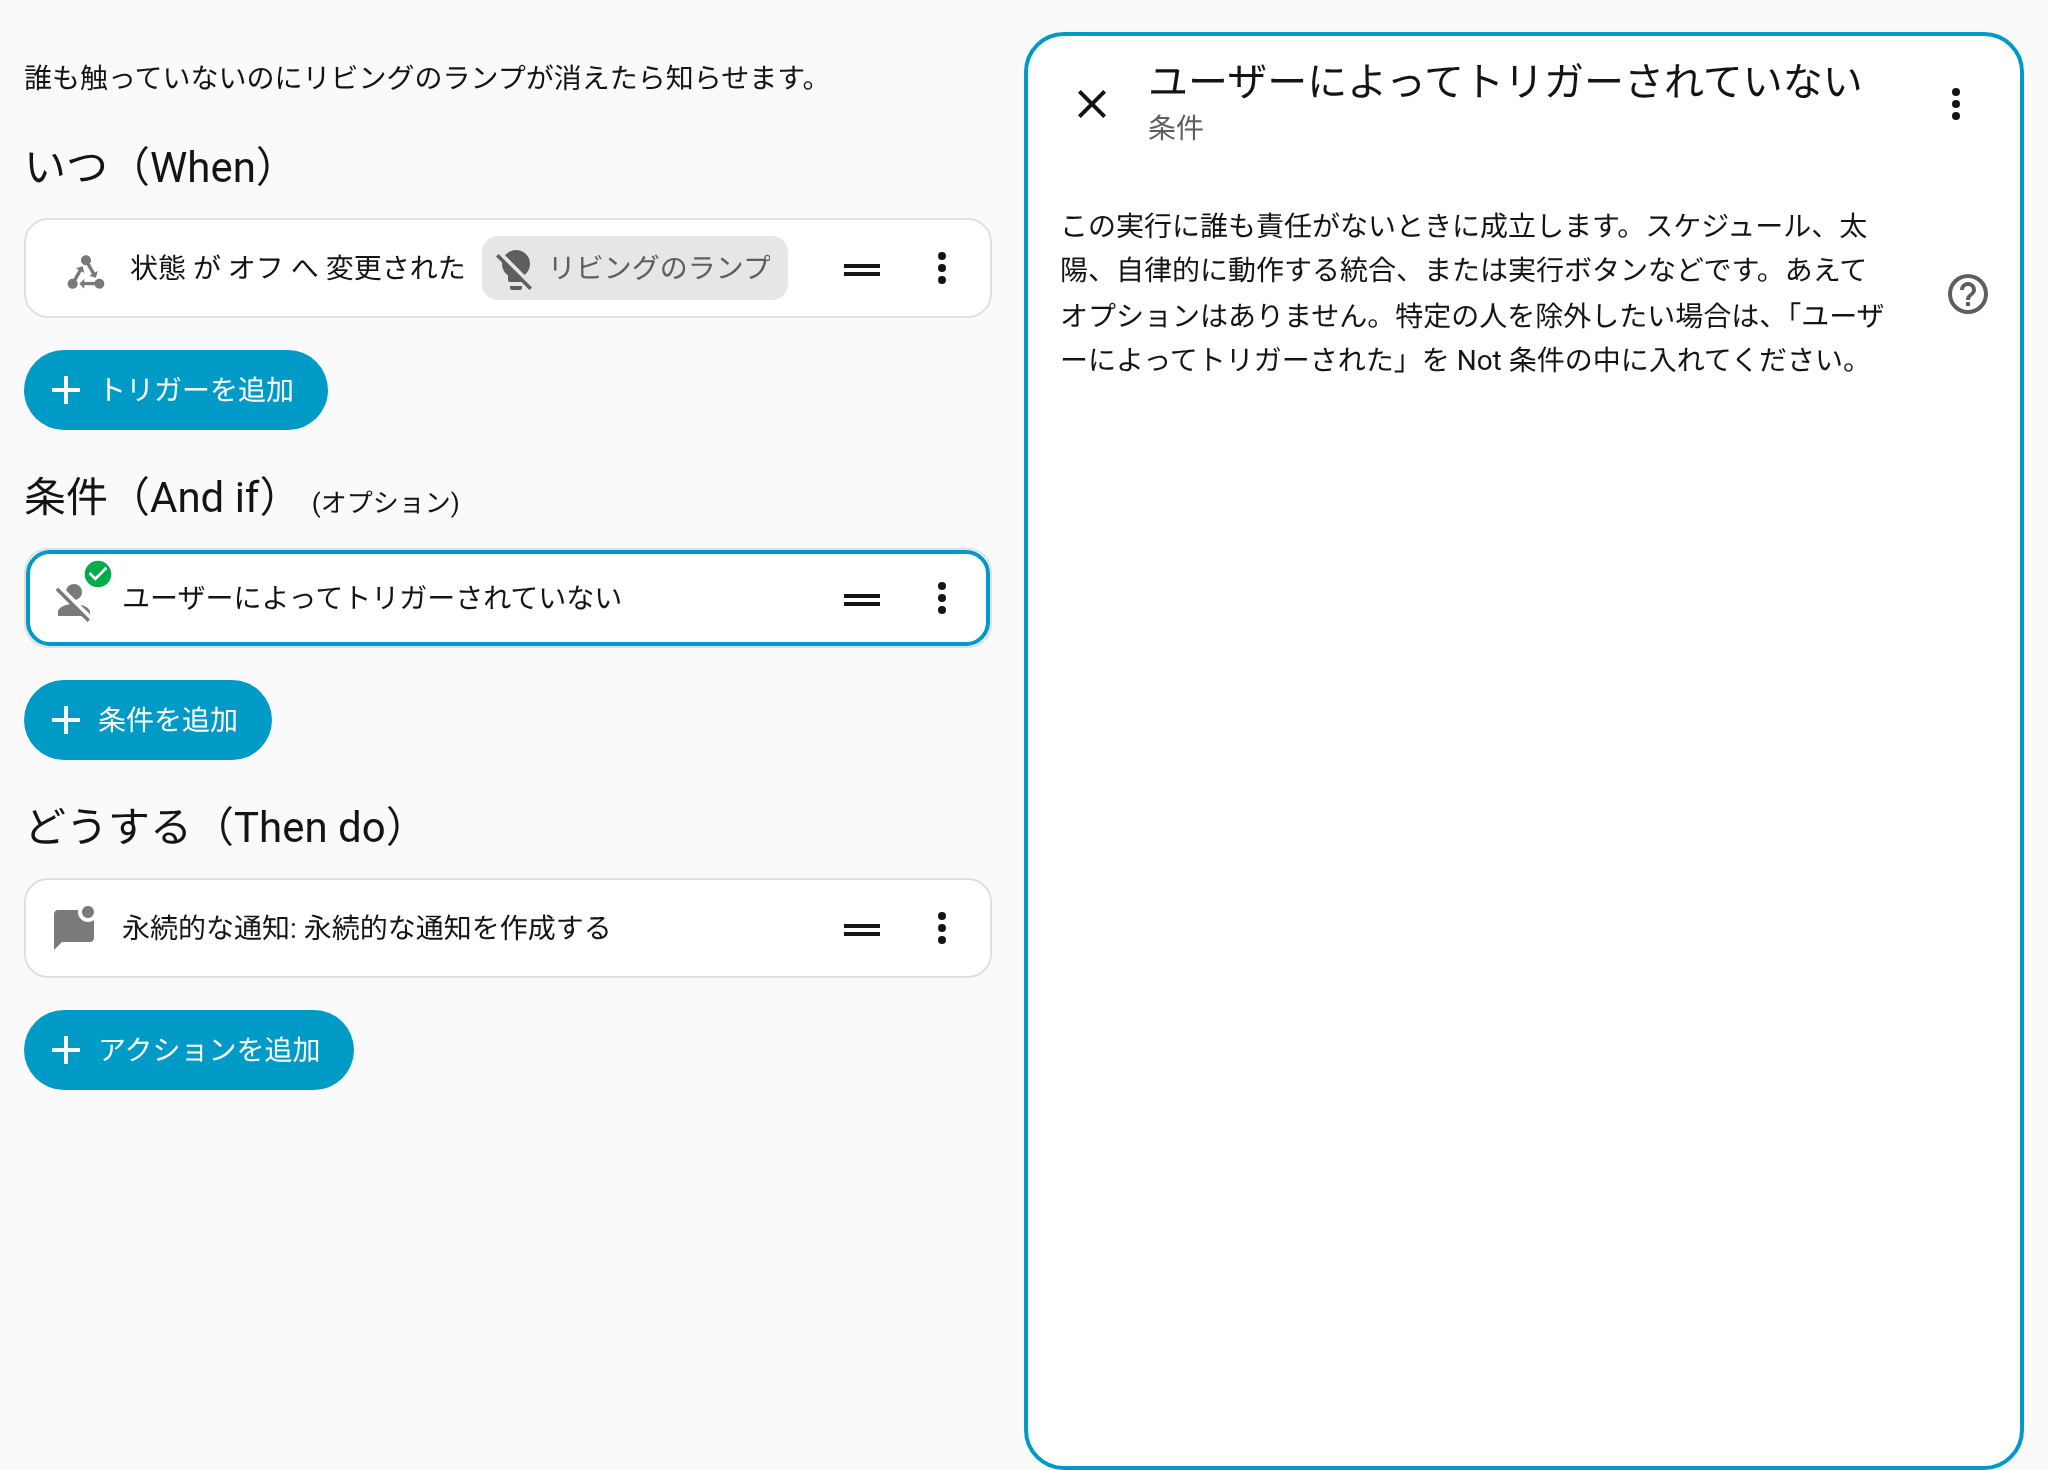 誰も触っていないのにリビングのランプが消えたら知らせます。
いつ（When）
状態 が オフ へ 変更された リビングのランプ
トリガーを追加
条件（And if） (オプション)
ユーザーによってトリガーされていない
条件を追加
どうする（Then do）
永続的な通知: 永続的な通知を作成する
アクションを追加
ユーザーによってトリガーされていない
条件
この実行に誰も責任がないときに成立します。スケジュール、太
陽、自律的に動作する統合、または実行ボタンなどです。あえて
オプションはありません。特定の人を除外したい場合は、「ユーザ
ーによってトリガーされた」を Not 条件の中に入れてください。